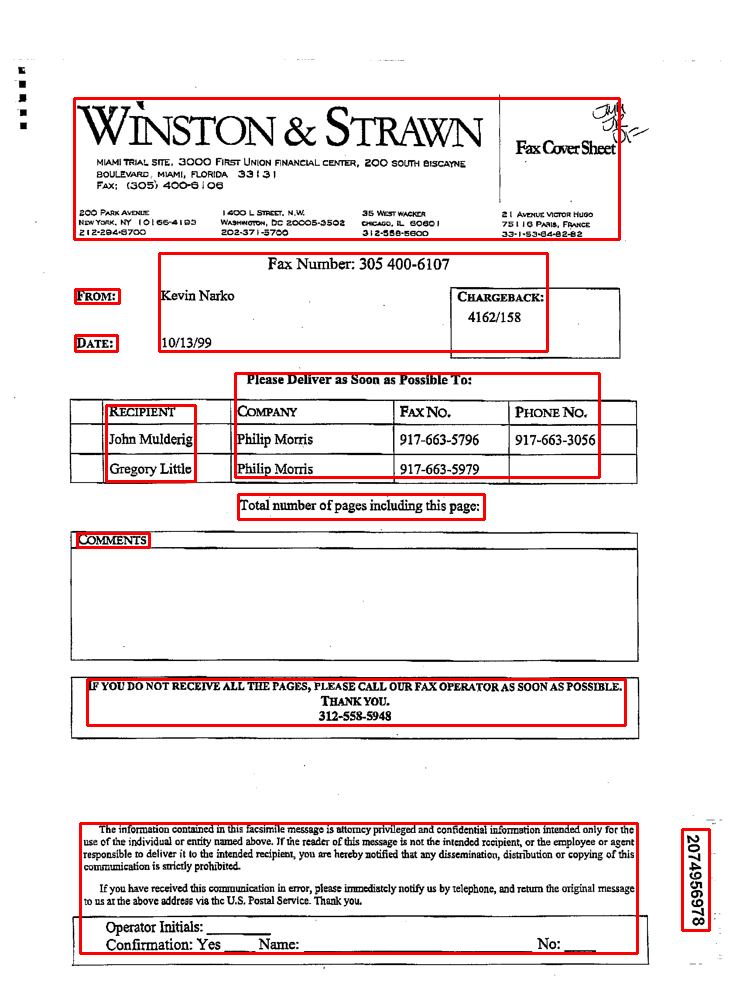 WINSTON & STRAWN
Fax Cover Sheet
MIAMI TRIAL SITE, 3000 FIRST UNION FINANCIAL CENTER, 200 SOUTH BISCAYNE
BOULEVARD, MIAMI, FLORIDA 33131
FAX: (305) 400-6106
200 PARK AVENUE 1400 L STREET, N.W. 35 WEST WACKER 21 AVENUE VICTOR HUGO
NEW YORK, NY 10166-4193 WASHINGTON, DC 20005-3502 CHICAGO, IL 60601 75116 PARIS, FRANCE
212-294-6700 202-371-5700 312-558-5600 33-1-53-64-82-82
Fax Number: 305 400-6107
FROM: Kevin Narko CHARGEBACK:
4162/158
DATE: 10/13/99
Please Deliver as Soon as Possible To:
RECIPIENT COMPANY FAX NO. PHONE NO.
John Mulderig Philip Morris 917-663-5796 917-663-3056
Gregory Little Philip Morris 917-663-5979
Total number of pages including this page:
COMMENTS
IF YOU DO NOT RECEIVE ALL THE PAGES, PLEASE CALL OUR FAX OPERATOR AS SOON AS POSSIBLE.
THANK YOU.
312-558-5948
The information contained in this facsimile message is attorney privileged and confidential information intended only for the
use of the individual or entity named above. If the reader of this message is not the intended recipient, or the employee or agent
responsible to deliver it to the intended recipient, you are hereby notified that any dissemination, distribution or copying of this
communication is strictly prohibited.
If you have received this communication in error, please immediately notify us by telephone, and return the original message
to us at the above address via the U.S. Postal Service. Thank you.
Operator Initials:
Confirmation: Yes ___ Name: ___ No: ___
2074956978